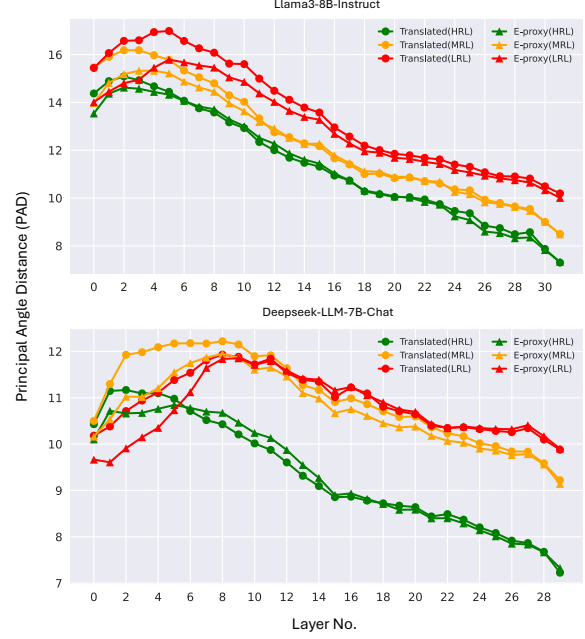 Llama3-8B-Instruct
Translated(HRL) E-proxy(HRL)
Translated(MRL) E-proxy(MRL)
Translated(LRL) E-proxy(LRL)
16
14
12
10
8
0 2 4 6 8 10 12 14 16 18 20 22 24 26 28 30
Principal Angle Distance (PAD)
Deepseek-LLM-7B-Chat
Translated(HRL) E-proxy(HRL)
Translated(MRL) E-proxy(MRL)
Translated(LRL) E-proxy(LRL)
12
11
10
9
8
7
0 2 4 6 8 10 12 14 16 18 20 22 24 26 28
Layer No.